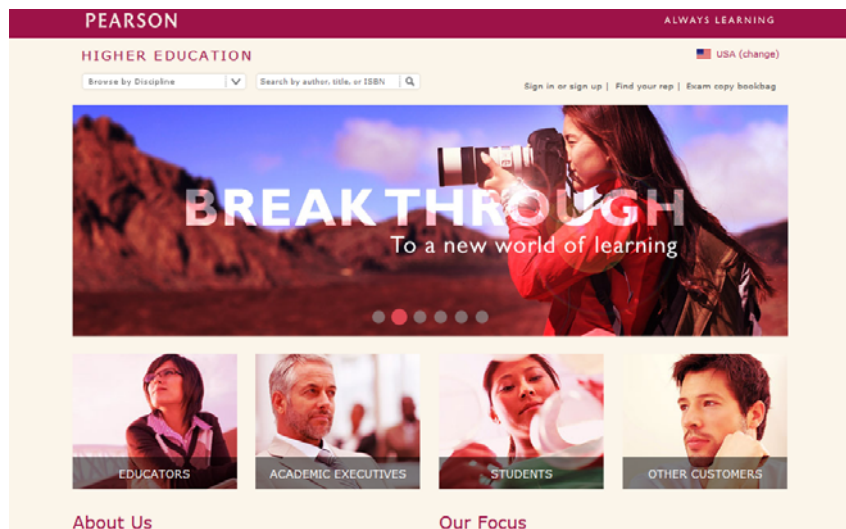 PEARSON
ALWAYS LEARNING
HIGHER EDUCATION
USA (change)
Browse by Discipline
Search by author, title, or ISBN
Sign in or sign up | Find your rep | Exam copy bookbag
BREAK THROUGH
To a new world of learning
EDUCATORS
ACADEMIC EXECUTIVES
STUDENTS
OTHER CUSTOMERS
About Us
Our Focus